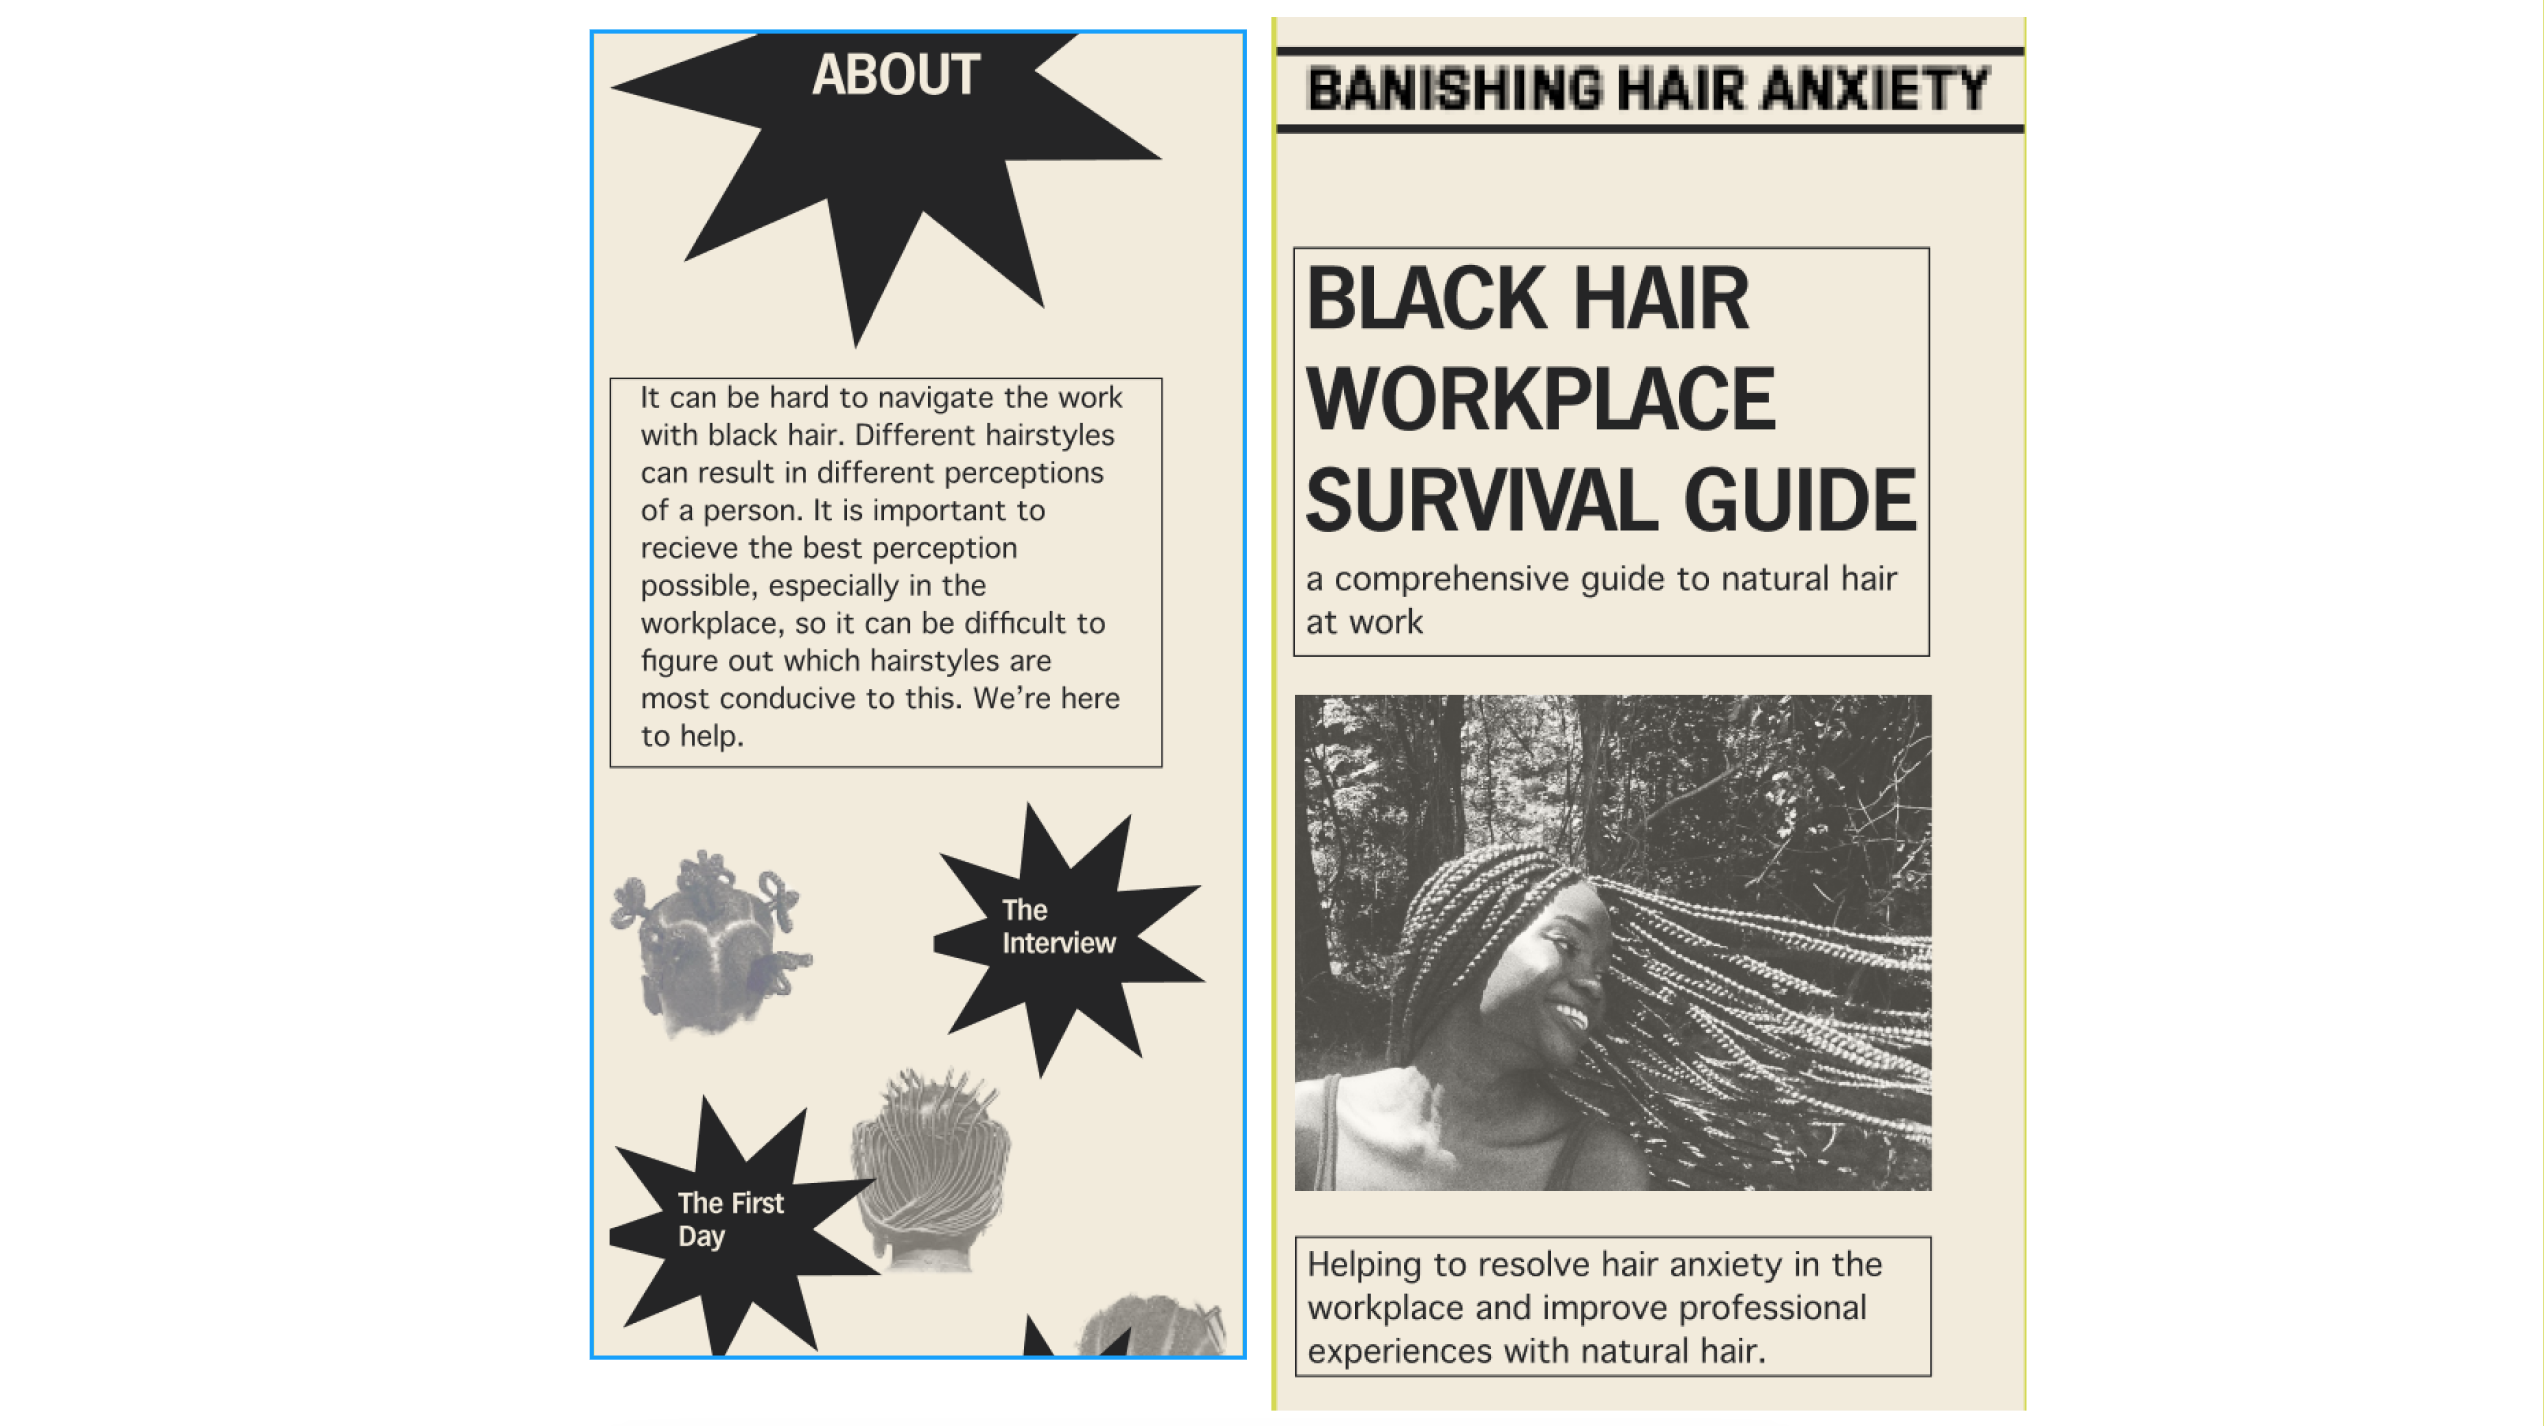 ABOUT
It can be hard to navigate the work
with black hair. Different hairstyles
can result in different perceptions
of a person. It is important to
recieve the best perception
possible, especially in the
workplace, so it can be difficult to
figure out which hairstyles are
most conducive to this. We’re here
to help.
The
Interview
The First
Day
BANISHING HAIR ANXIETY
BLACK HAIR
WORKPLACE
SURVIVAL GUIDE
a comprehensive guide to natural hair
at work
Helping to resolve hair anxiety in the
workplace and improve professional
experiences with natural hair.